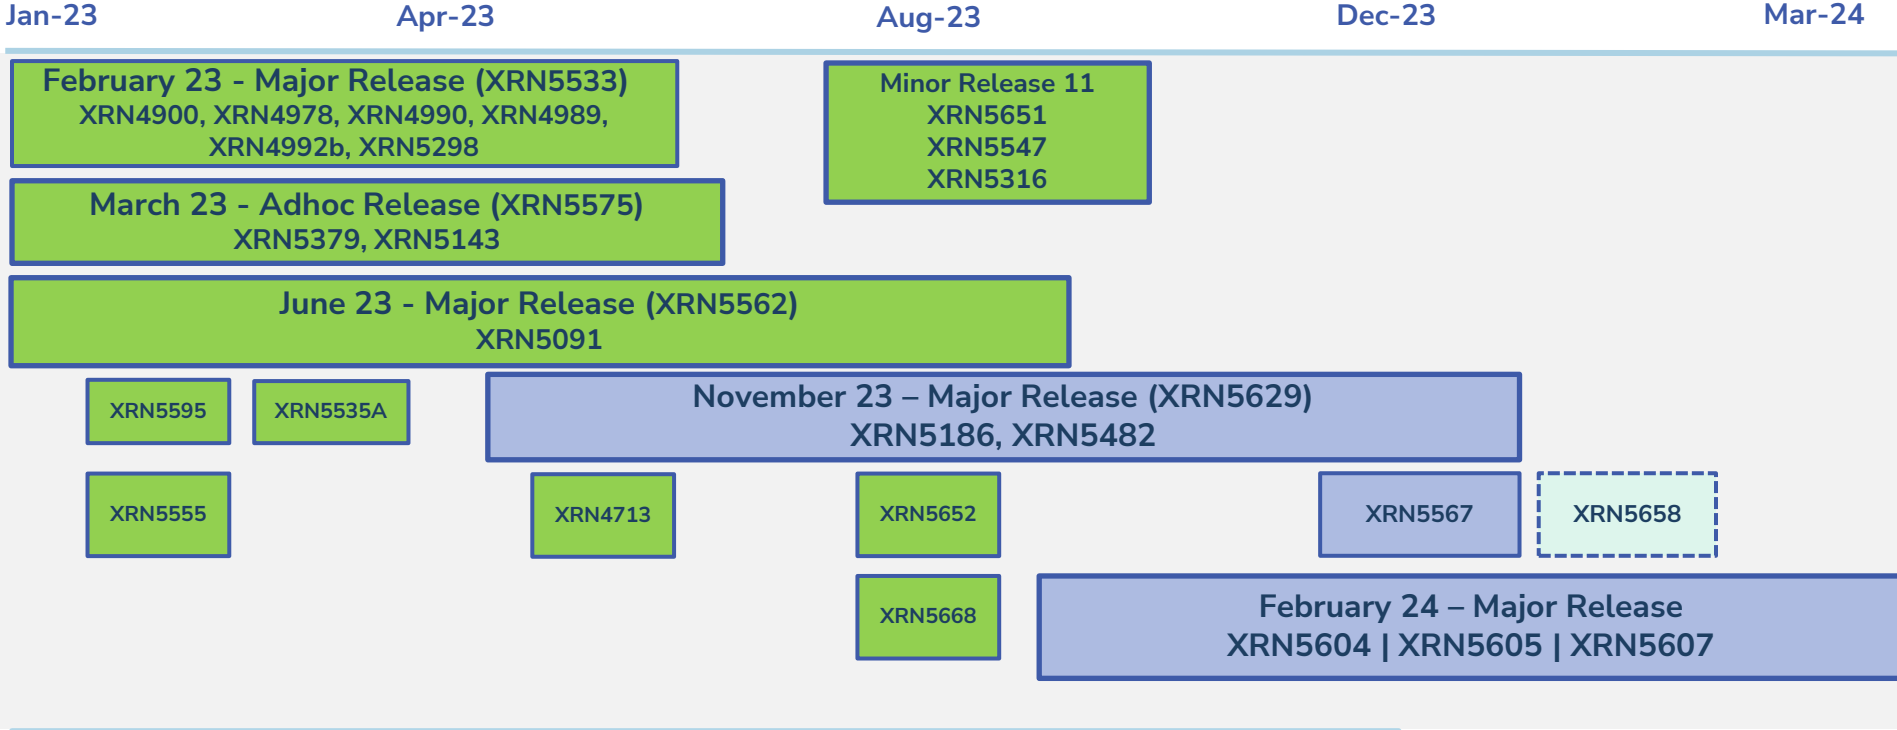 Jan-23
Apr-23
Aug-23
Dec-23
Mar-24
February 23 - Major Release (XRN5533)
XRN4900, XRN4978, XRN4990, XRN4989,
XRN4992b, XRN5298
Minor Release 11
XRN5651
XRN5547
XRN5316
March 23 - Adhoc Release (XRN5575)
XRN5379, XRN5143
June 23 - Major Release (XRN5562)
XRN5091
XRN5595
XRN5535A
November 23 – Major Release (XRN5629)
XRN5186, XRN5482
XRN5555
XRN4713
XRN5652
XRN5567
XRN5658
XRN5668
February 24 – Major Release
XRN5604 | XRN5605 | XRN5607